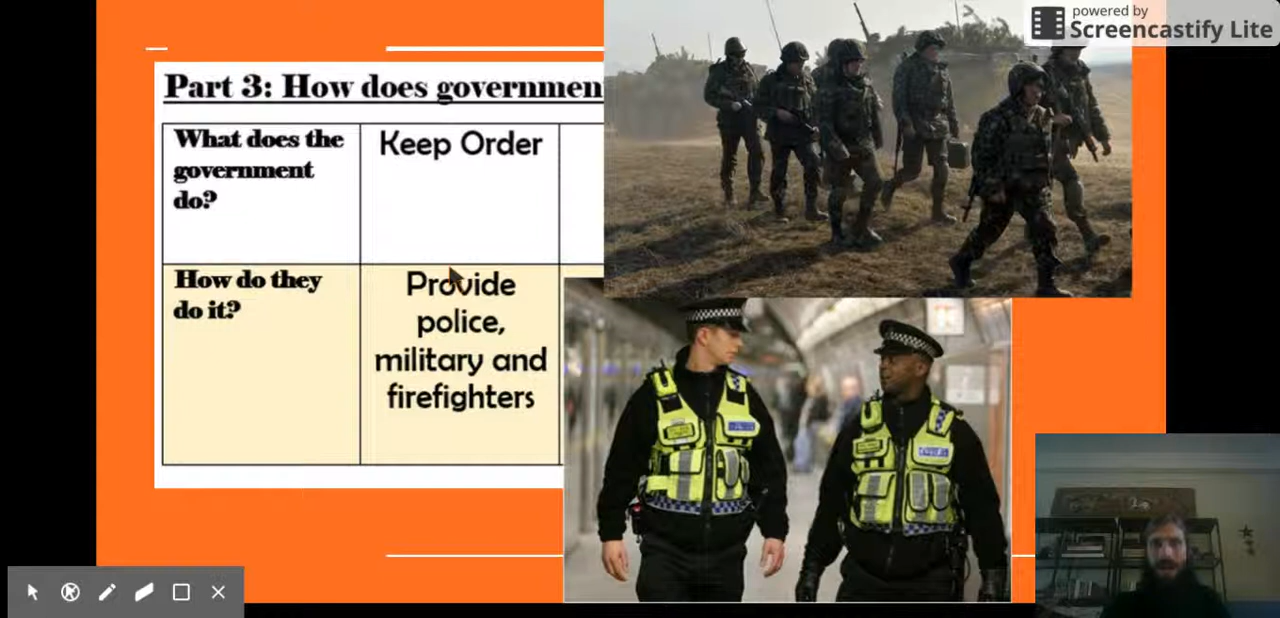 powered by
Screencastify Lite
Part 3: How does governmen
What does the
government
do?
Keep Order
How do they
do it?
Provide
police,
military and
firefighters